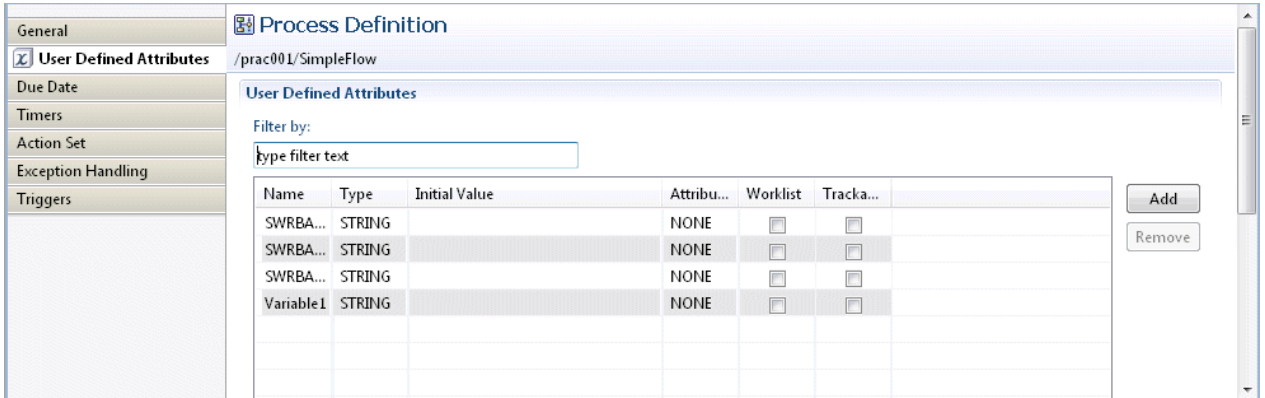 General
User Defined Attributes
Due Date
Timers
Action Set
Exception Handling
Triggers
Process Definition
/prac001/SimpleFlow
User Defined Attributes
Filter by:
type filter text
Name Type Initial Value Attribu... Worklist Tracka...
SWRBA... STRING NONE
SWRBA... STRING NONE
SWRBA... STRING NONE
Variable1 STRING NONE
Add
Remove